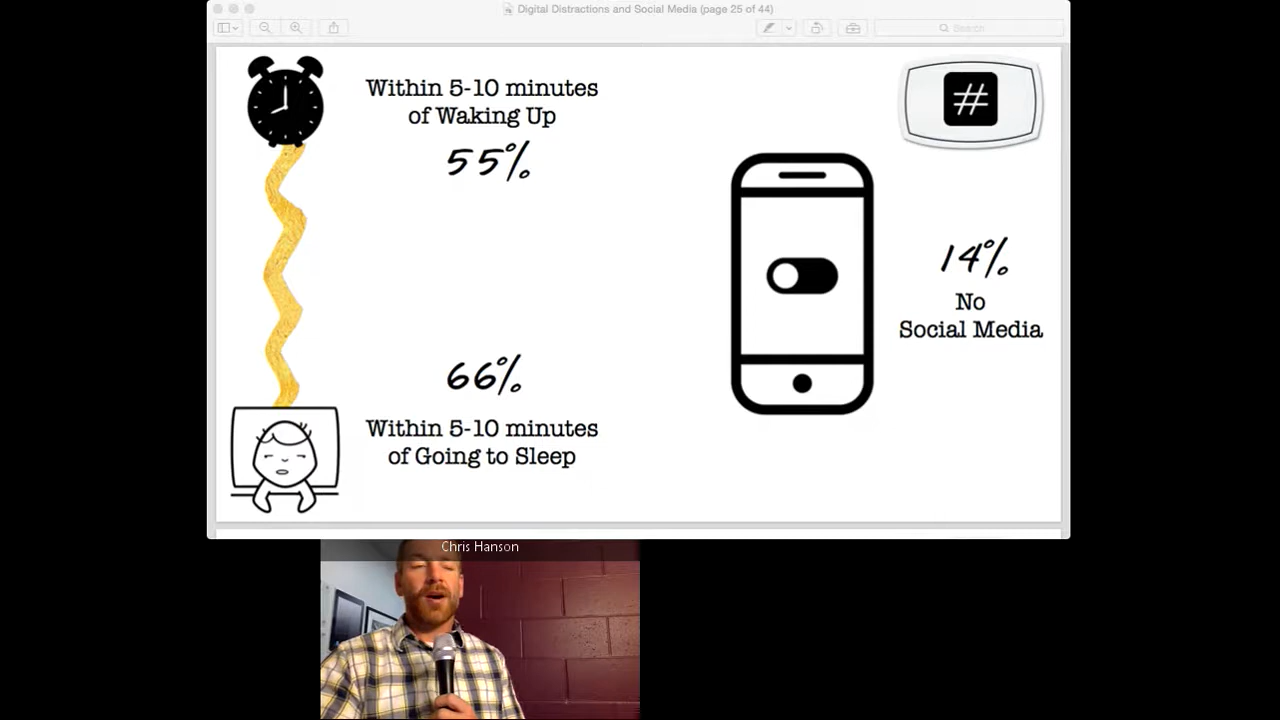 Digital Distractions and Social Media (page 25 of 44)
Search
Within 5-10 minutes
of Waking Up
55%
#
14%
No
Social Media
66%
Within 5-10 minutes
of Going to Sleep
Chris Hanson